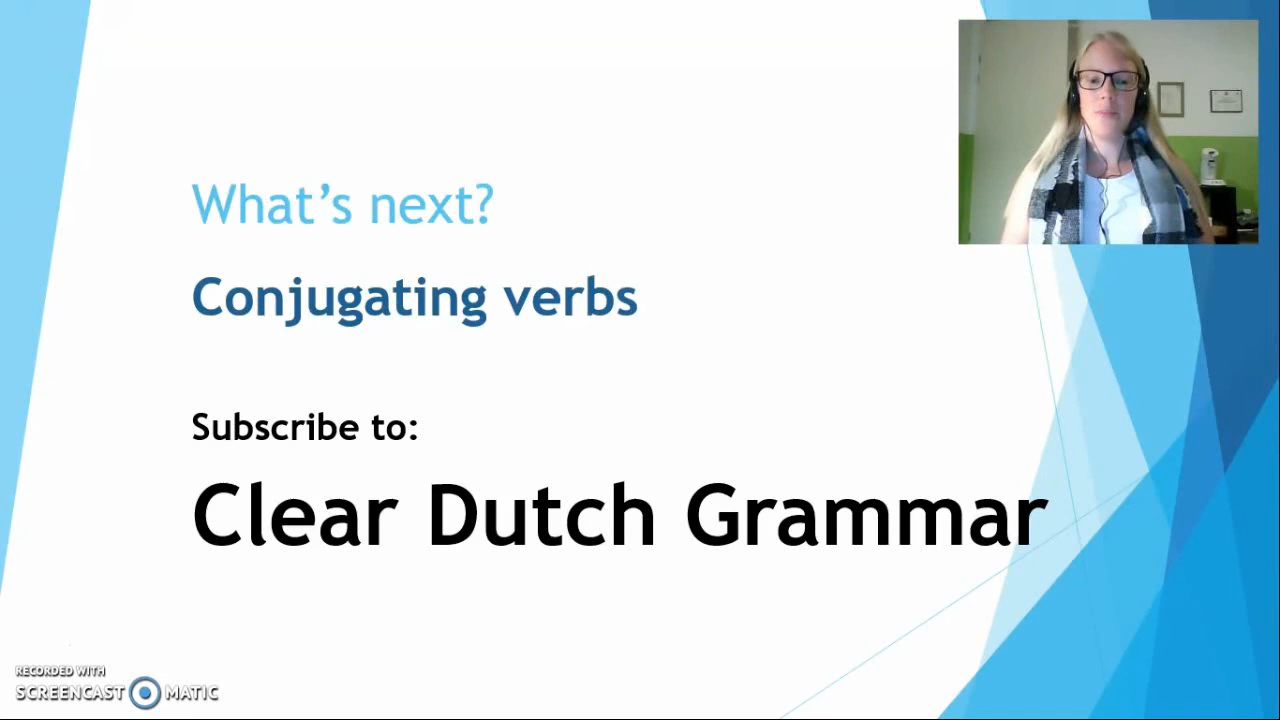 What's next?
Conjugating verbs
Subscribe to:
Clear Dutch Grammar
RECORDED WITH
SCREENCAST MATIC